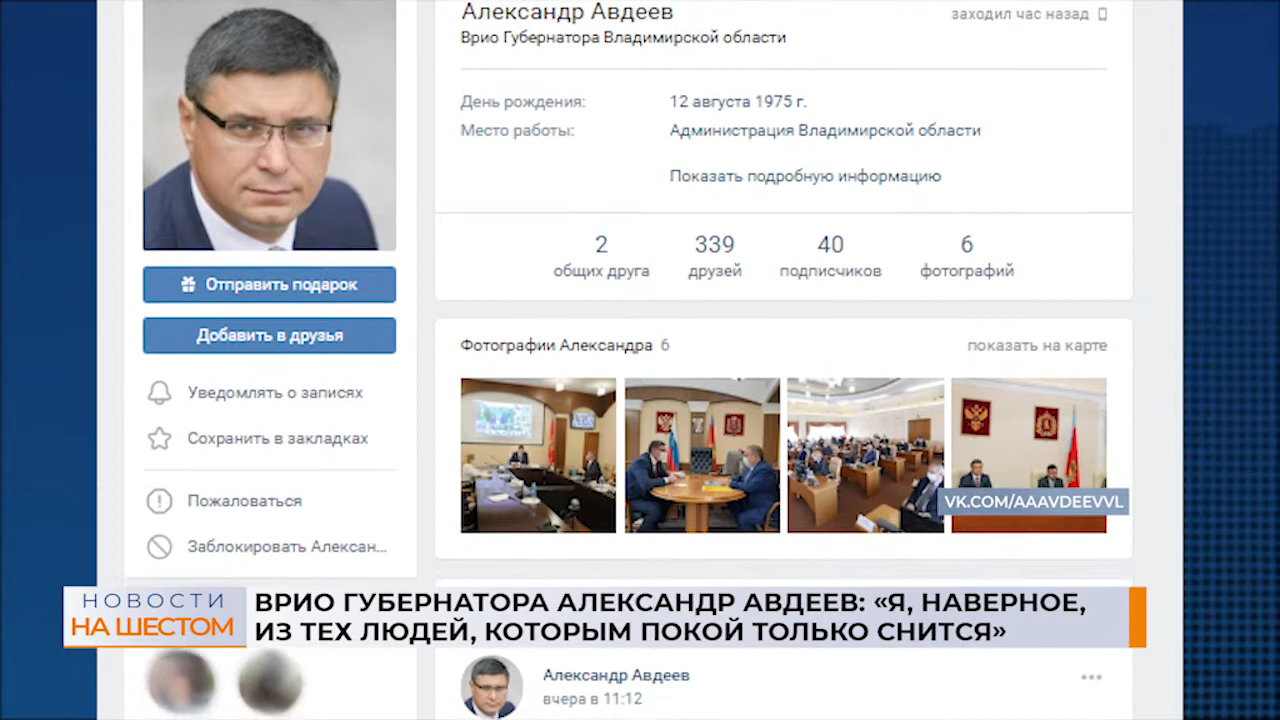 Александр Авдеев
заходил час назад
Врио Губернатора Владимирской области
День рождения:
12 августа 1975 г.
Место работы:
Администрация Владимирской области
Показать подробную информацию
2
339
40
6
общих друга
друзей
подписчиков
фотографий
Отправить подарок
Добавить в друзья
Уведомлять о записях
Сохранить в закладках
Пожаловаться
Заблокировать Алексан...
Фотографии Александра 6
показать на карте
VK.COM/AAAVDEEVVL
НОВОСТИ
НА ШЕСТОМ
ВРИО ГУБЕРНАТОРА АЛЕКСАНДР АВДЕЕВ: «Я, НАВЕРНОЕ,
ИЗ ТЕХ ЛЮДЕЙ, КОТОРЫМ ПОКОЙ ТОЛЬКО СНИТСЯ»
Александр Авдеев
вчера в 11:12